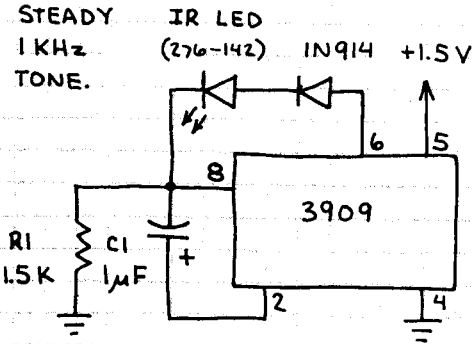 STEADY
1 KHz
TONE.
IR LED
(276-142)
1N914
+1.5V
6
5
8
3909
R1
1.5K
C1
1μF
+
2
4